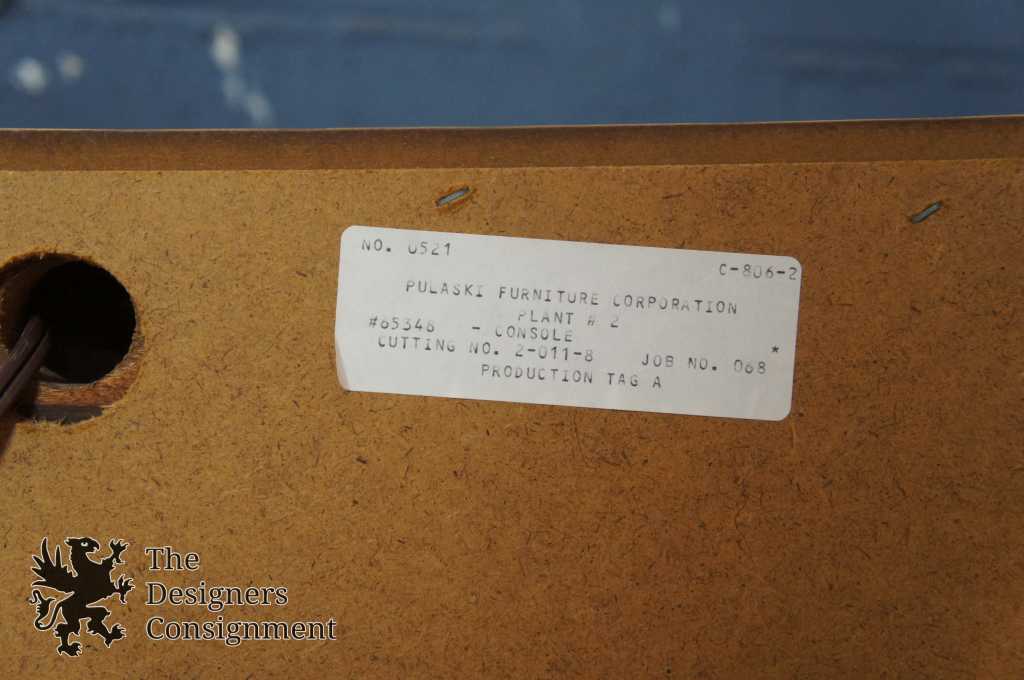 NO. 0521
C-806-2
PULASKI FURNITURE CORPORATION
PLANT # 2
#65348 - CONSOLE
*
CUTTING NO. 2-011-8 JOB NO. 068
PRODUCTION TAG A
The
Designers
Consignment